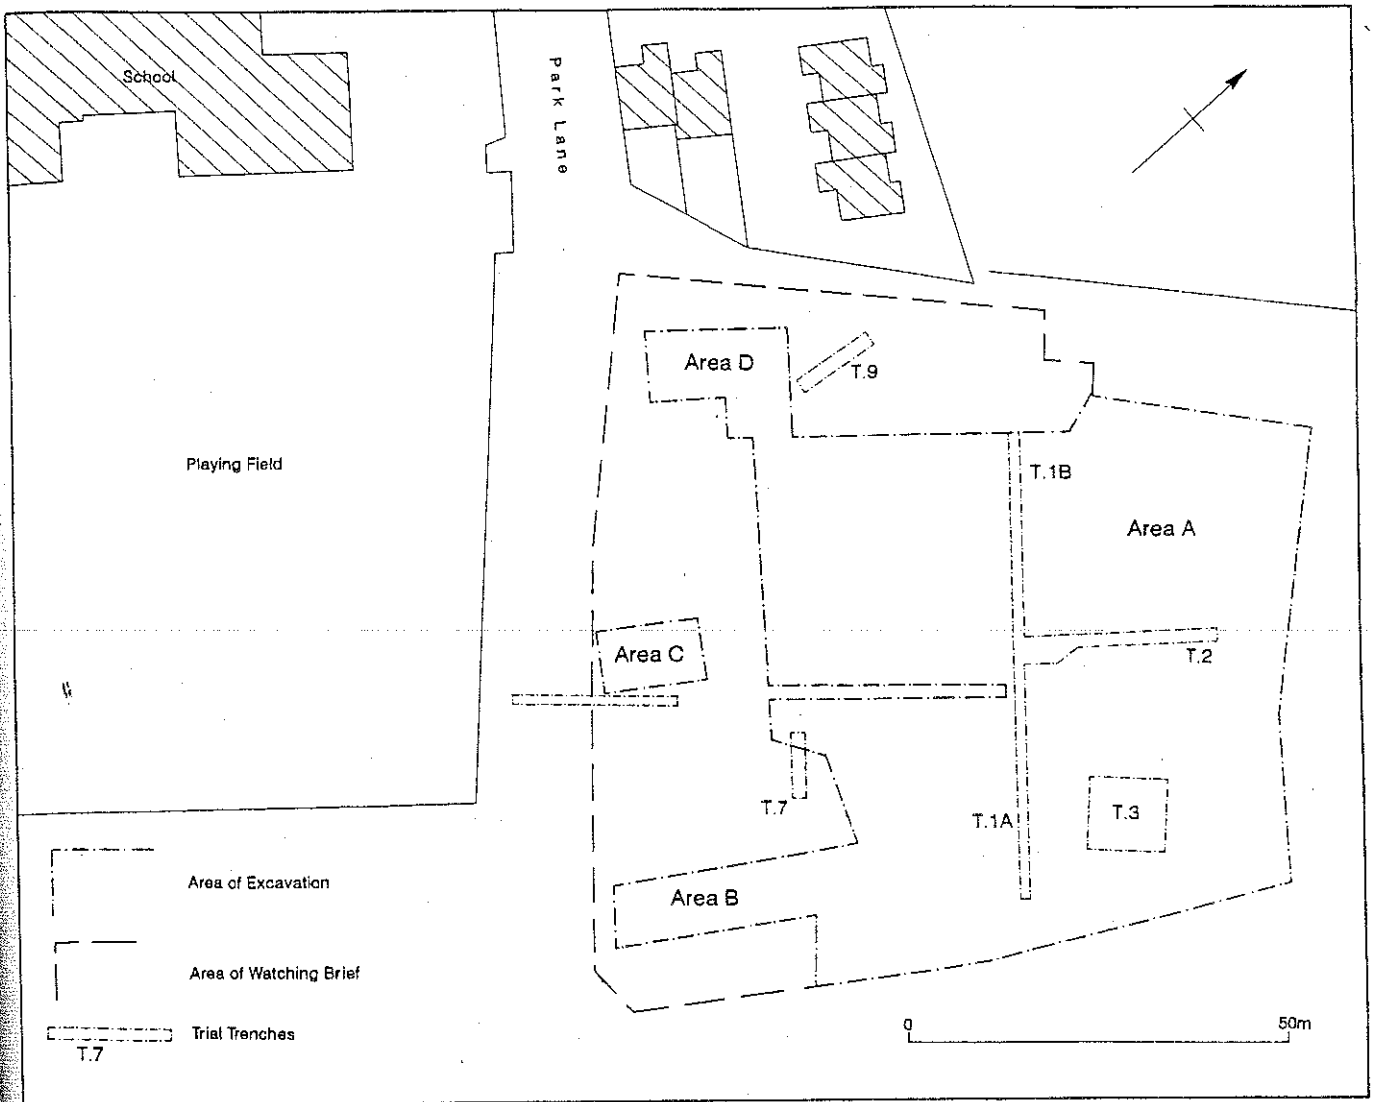 School
Park Lane
Area D
T.9
Playing Field
T.1B
Area A
Area C
T.2
T.7
T.1A
T.3
Area of Excavation
Area B
Area of Watching Brief
0 50m
Trial Trenches
T.7